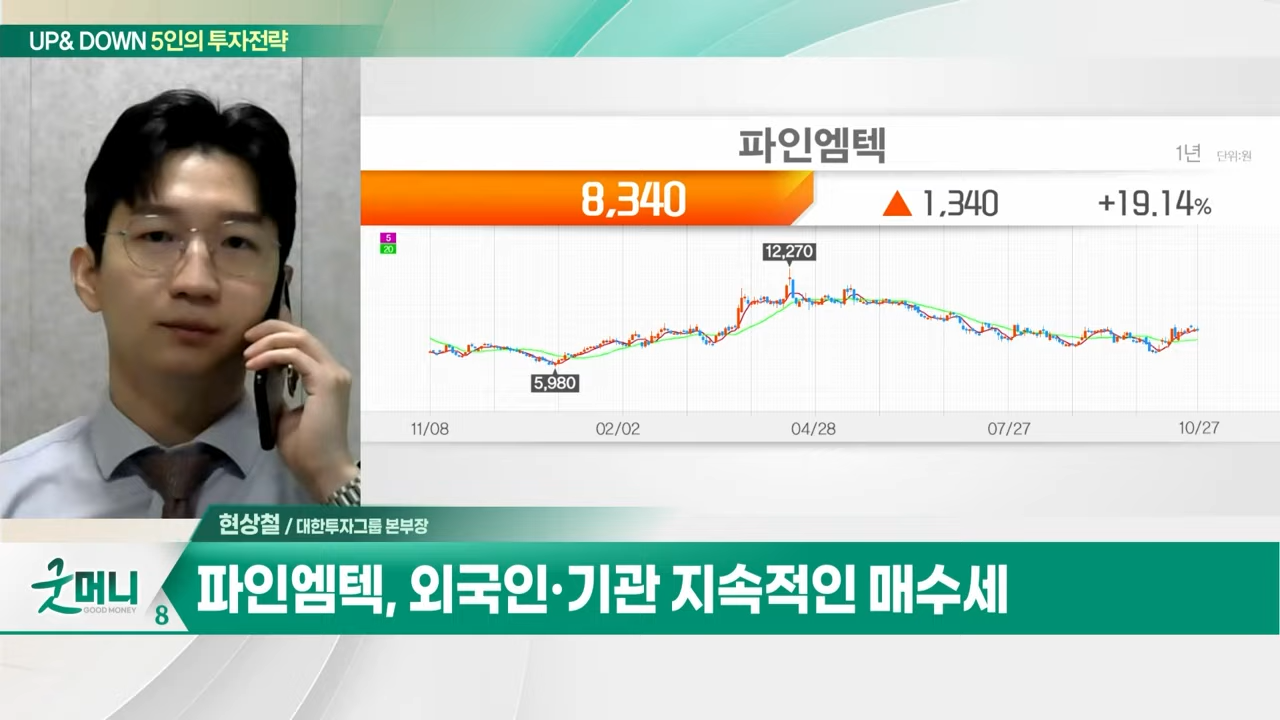 UP& DOWN 5인의 투자전략
파인엠텍
1년 단위:원
8,340 ▲ 1,340 +19.14%
5
20
12,270
5,980
11/08 02/02 04/28 07/27 10/27
현상철 / 대한투자그룹 본부장
굿머니
GOOD MONEY
8
파인엠텍, 외국인·기관 지속적인 매수세